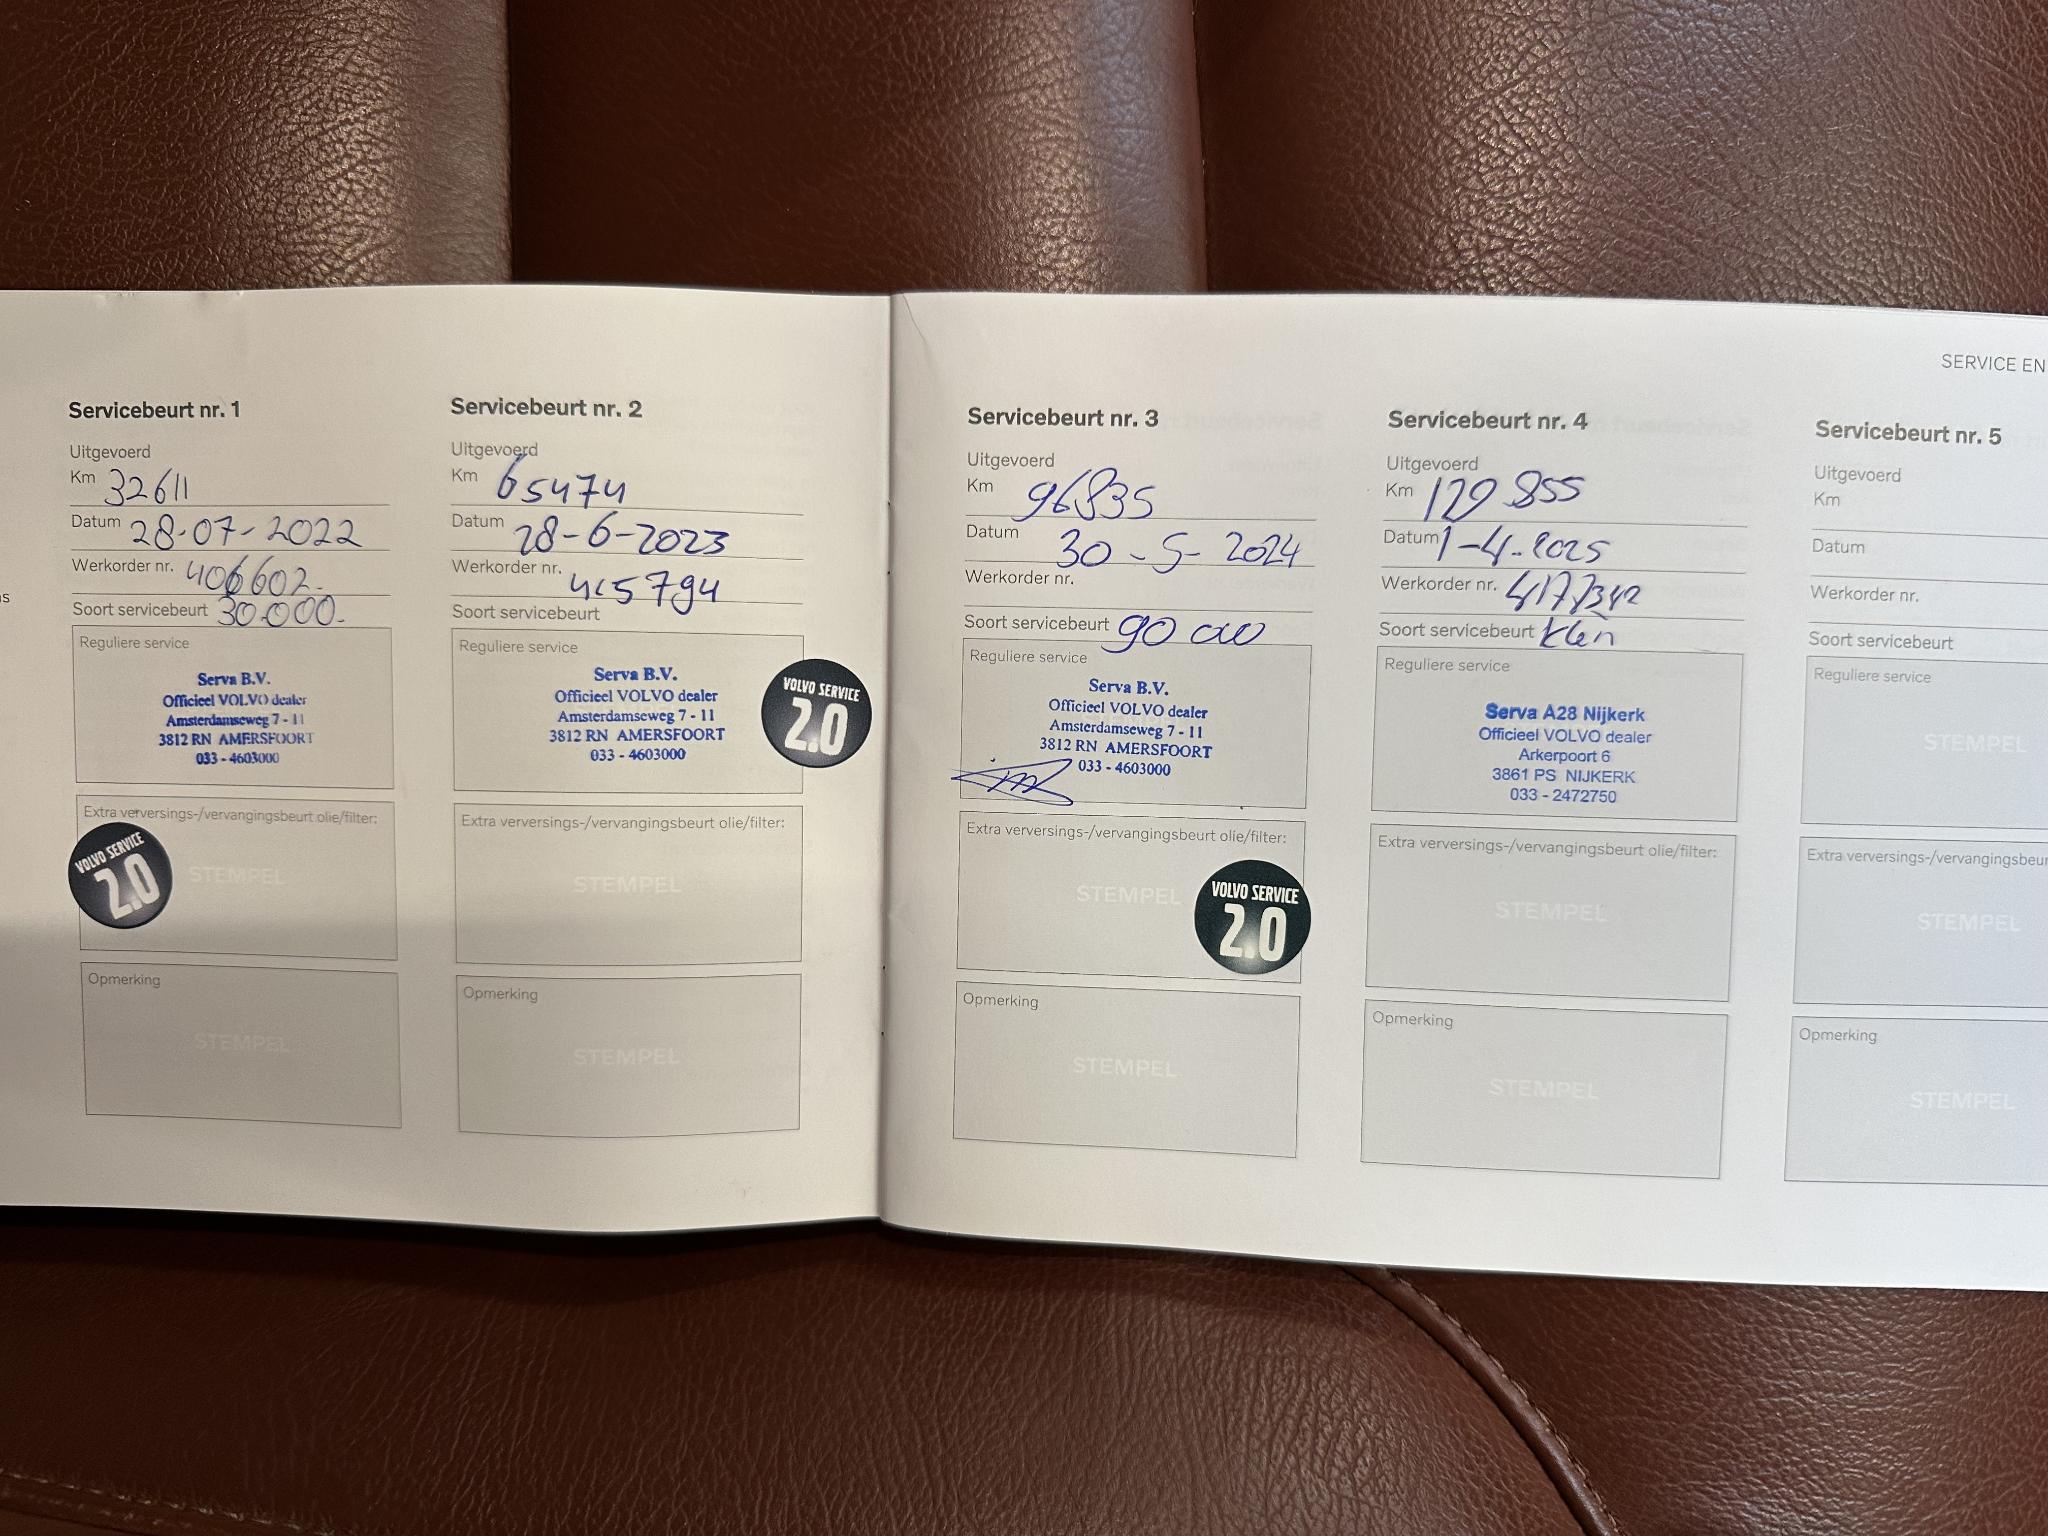 SERVICE EN
s
Servicebeurt nr. 1
Uitgevoerd
Km 32611
Datum 28-07-2022
Werkorder nr. 406602.
Soort servicebeurt 30.000.-
Reguliere service
Serva B.V.
Officieel VOLVO dealer
Amsterdamseweg 7 - 11
3812 RN AMERSFOORT
033 - 4603000
Extra verversings-/vervangingsbeurt olie/filter:
STEMPEL
VOLVO SERVICE
2.0
Opmerking
STEMPEL
Servicebeurt nr. 2
Uitgevoerd
Km 65474
Datum 28-6-2023
Werkorder nr. 415794
Soort servicebeurt
Reguliere service
Serva B.V.
Officieel VOLVO dealer
Amsterdamseweg 7 - 11
3812 RN AMERSFOORT
033 - 4603000
VOLVO SERVICE
2.0
Extra verversings-/vervangingsbeurt olie/filter:
STEMPEL
Opmerking
STEMPEL
Servicebeurt nr. 3
Uitgevoerd
Km 96835
Datum 30-5-2024
Werkorder nr.
Soort servicebeurt 90 000
Reguliere service
Serva B.V.
Officieel VOLVO dealer
Amsterdamseweg 7 - 11
3812 RN AMERSFOORT
033 - 4603000
Extra verversings-/vervangingsbeurt olie/filter:
STEMPEL
VOLVO SERVICE
2.0
Opmerking
STEMPEL
Servicebeurt nr. 4
Uitgevoerd
Km 129 855
Datum 1-4-2025
Werkorder nr.
Soort servicebeurt klein
Reguliere service
Serva A28 Nijkerk
Officieel VOLVO dealer
Arkerpoort 6
3861 PS NIJKERK
033 - 2472750
Extra verversings-/vervangingsbeurt olie/filter:
STEMPEL
Opmerking
STEMPEL
Servicebeurt nr. 5
Uitgevoerd
Km
Datum
Werkorder nr.
Soort servicebeurt
Reguliere service
STEMPEL
Extra verversings-/vervangingsbeur
STEMPEL
Opmerking
STEMPEL